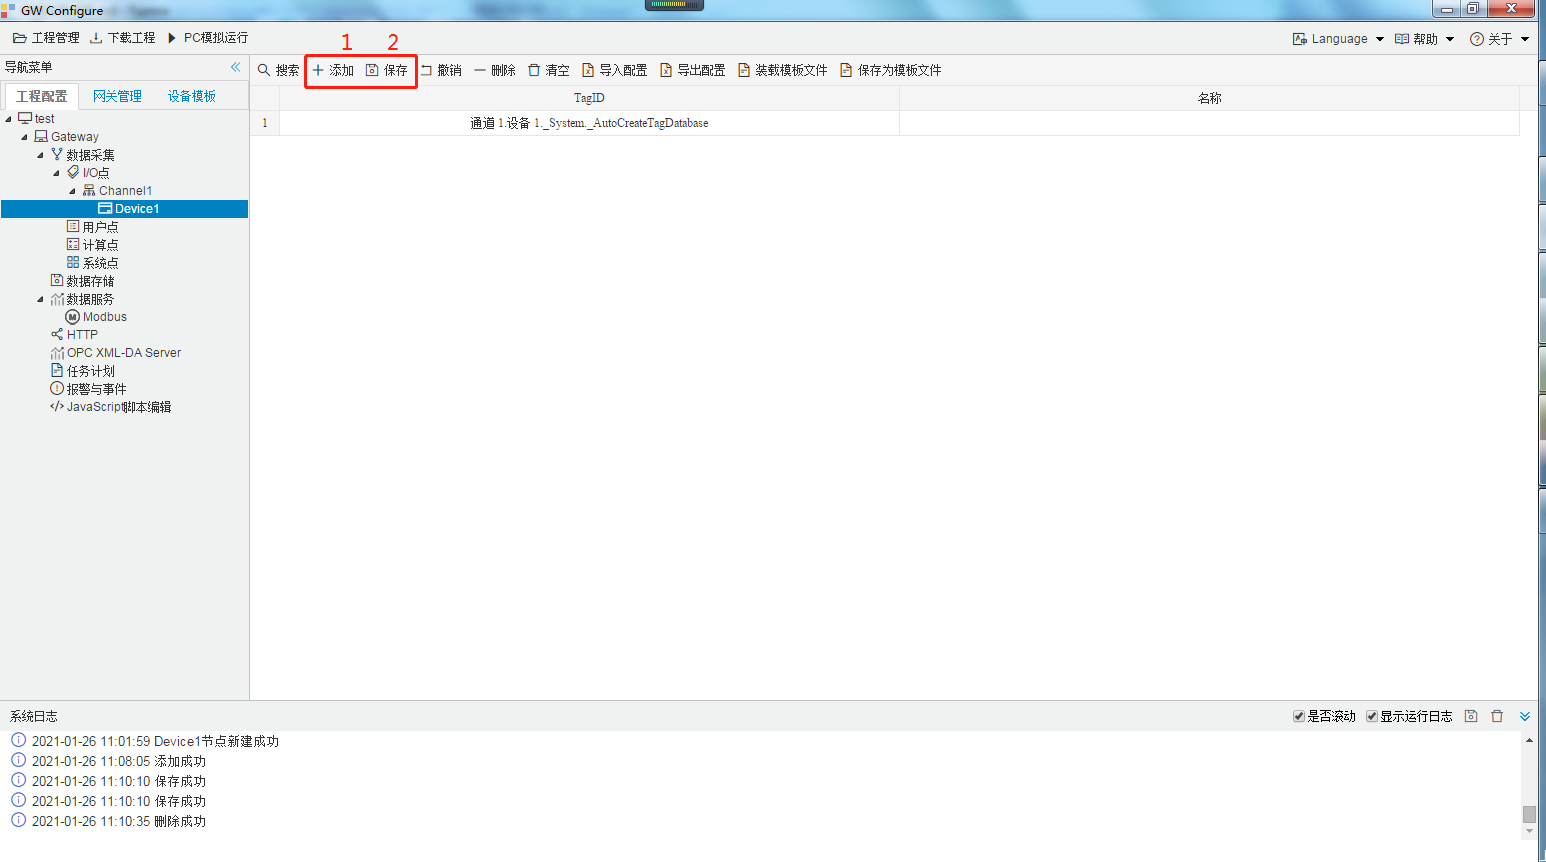 GW Configure
工程管理 下载工程 PC模拟运行 Language 帮助 关于
1 2
导航菜单
搜索 添加 保存 撤销 删除 清空 导入配置 导出配置 装载模板文件 保存为模板文件
工程配置 网关管理 设备模板
TagID 名称
1 通道 1.设备 1._System._AutoCreateTagDatabase
test
Gateway
数据采集
I/O点
Channel1
Device1
用户点
计算点
系统点
数据存储
数据服务
Modbus
HTTP
OPC XML-DA Server
任务计划
报警与事件
JavaScript脚本编辑
系统日志 是否滚动 显示运行日志
2021-01-26 11:01:59 Device1节点新建成功
2021-01-26 11:08:05 添加成功
2021-01-26 11:10:10 保存成功
2021-01-26 11:10:10 保存成功
2021-01-26 11:10:35 删除成功